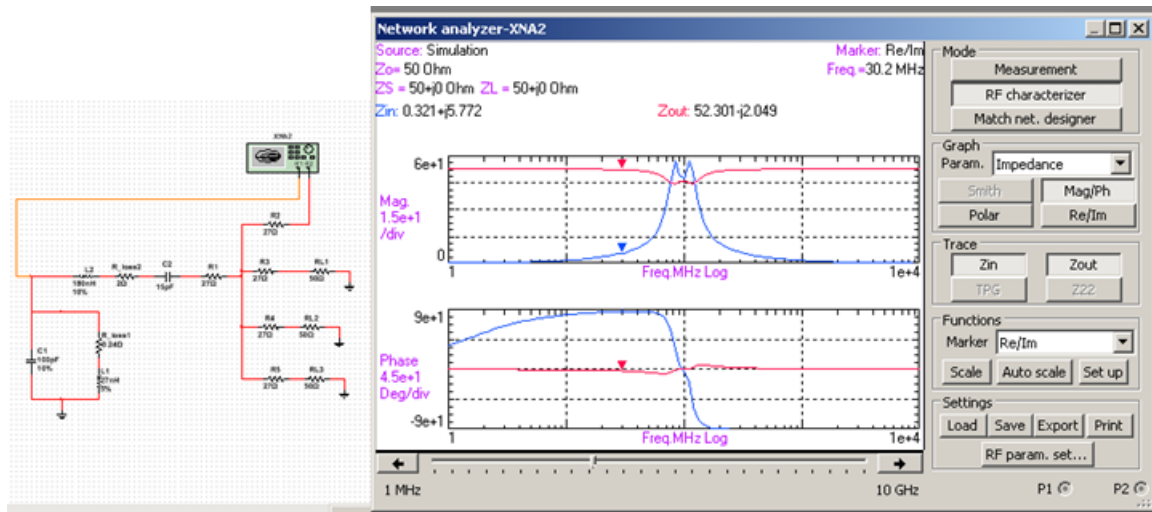 XNA2
R2
27Ω
L2
180nH
10%
R_loss2
2Ω
C2
15pF
R1
27Ω
R3
27Ω
RL1
50Ω
R4
27Ω
RL2
50Ω
R5
27Ω
RL3
50Ω
C1
100pF
10%
R_loss1
0.24Ω
L1
27nH
5%
Network analyzer-XNA2
Source: Simulation
Marker: Re/Im
Zo= 50 Ohm
Freq.=30.2 MHz
ZS = 50+j0 Ohm ZL = 50+j0 Ohm
Zin: 0.321+j5.772
Zout: 52.301-j2.049
6e+1
Mag.
1.5e+1
/div
0
1
Freq.MHz Log
1e+4
9e+1
Phase
4.5e+1
Deg/div
-9e+1
1
Freq.MHz Log
1e+4
1 MHz
10 GHz
Mode
Measurement
RF characterizer
Match net. designer
Graph
Param. Impedance
Smith
Mag/Ph
Polar
Re/Im
Trace
Zin
Zout
TPG
Z22
Functions
Marker Re/Im
Scale
Auto scale
Set up
Settings
Load
Save
Export
Print
RF param. set...
P1
P2